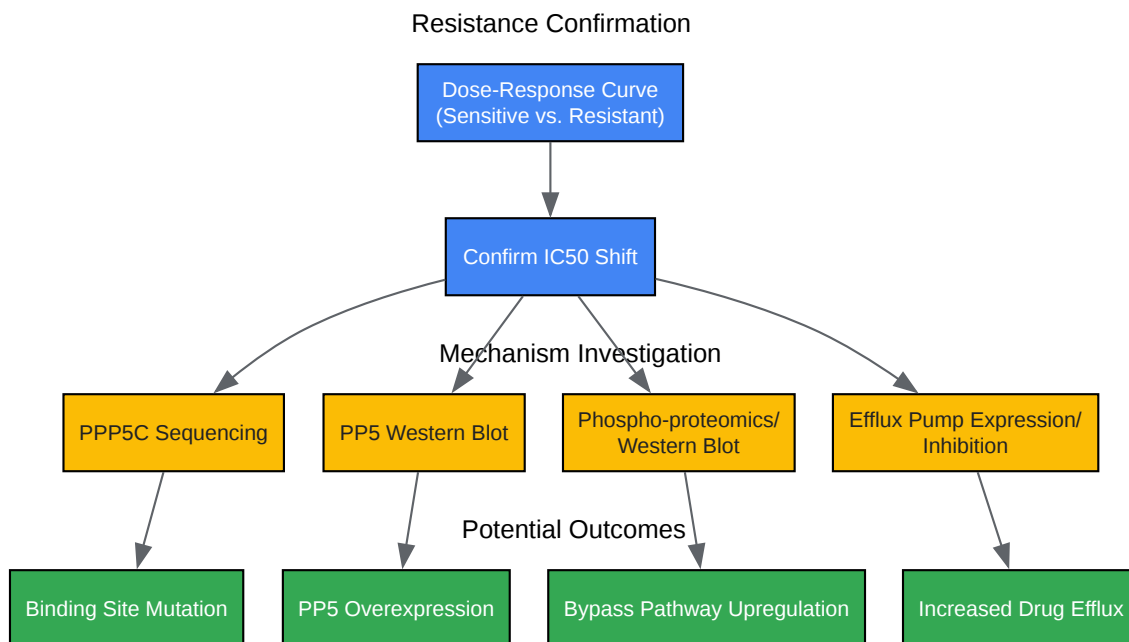 Resistance Confirmation
Dose-Response Curve
(Sensitive vs. Resistant)
Confirm IC50 Shift
Mechanism Investigation
PPP5C Sequencing
PP5 Western Blot
Phospho-proteomics/
Western Blot
Efflux Pump Expression/
Inhibition
Potential Outcomes
Binding Site Mutation
PP5 Overexpression
Bypass Pathway Upregulation
Increased Drug Efflux